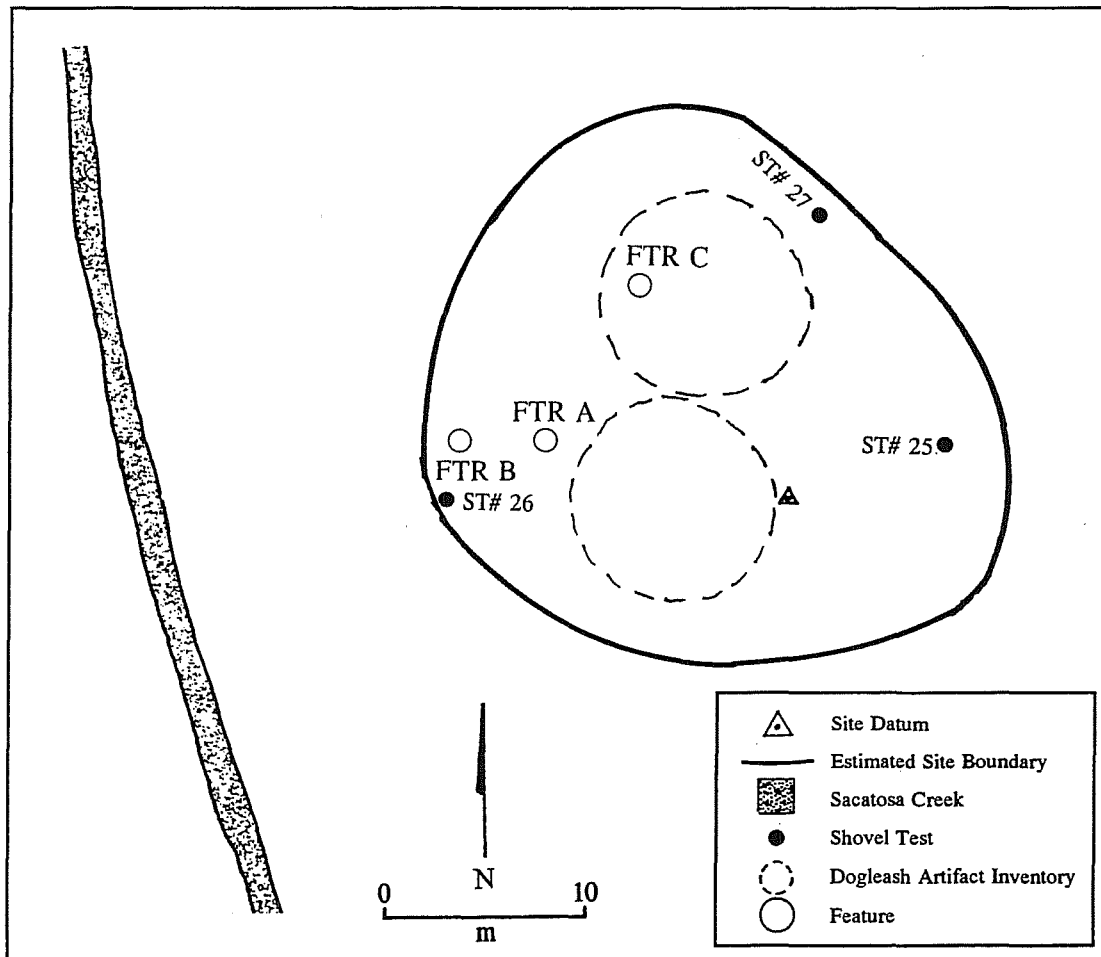 ST# 27
FTR C
FTR A
ST# 25
FTR B
ST# 26
N
0 10
m
Site Datum
Estimated Site Boundary
Sacatosa Creek
Shovel Test
Dogleash Artifact Inventory
Feature